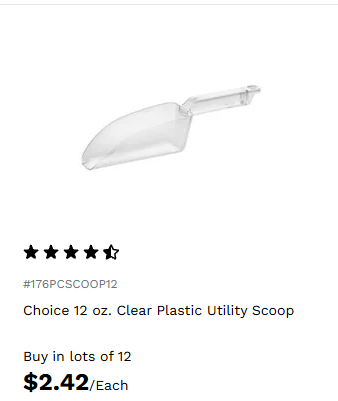 #176PCSCOOP12
Choice 12 oz. Clear Plastic Utility Scoop
Buy in lots of 12
$2.42/Each